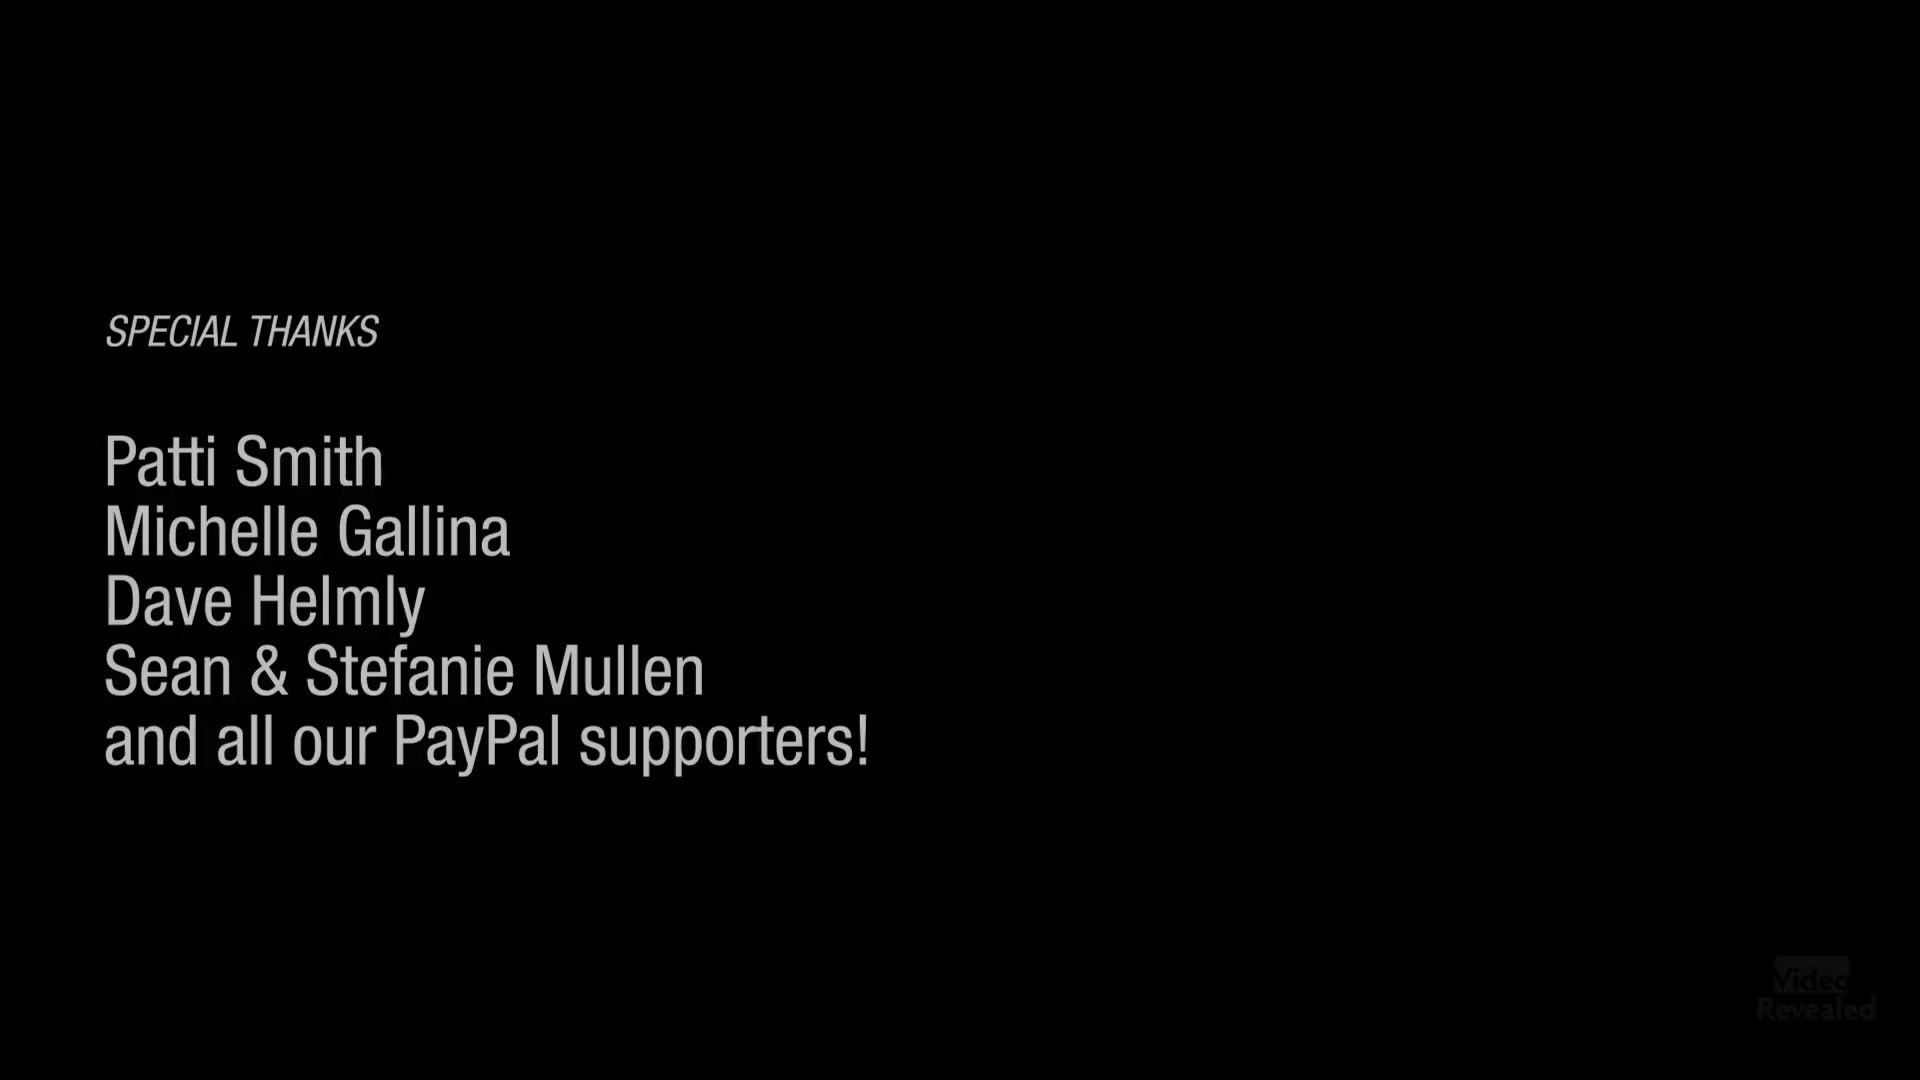 SPECIAL THANKS
Patti Smith
Michelle Gallina
Dave Helmly
Sean & Stefanie Mullen
and all our PayPal supporters!
Video
Revealed